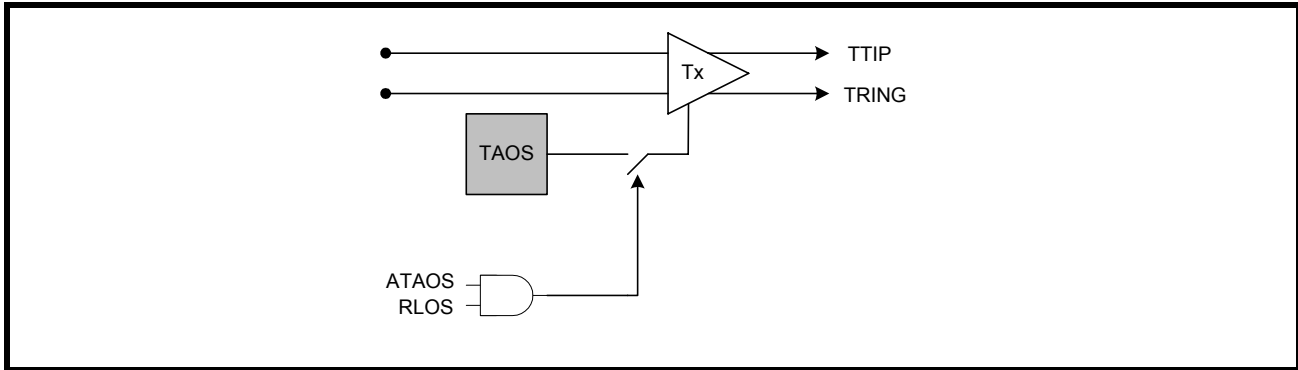 TTIP
Tx
TRING
TAOS
ATAOS
RLOS